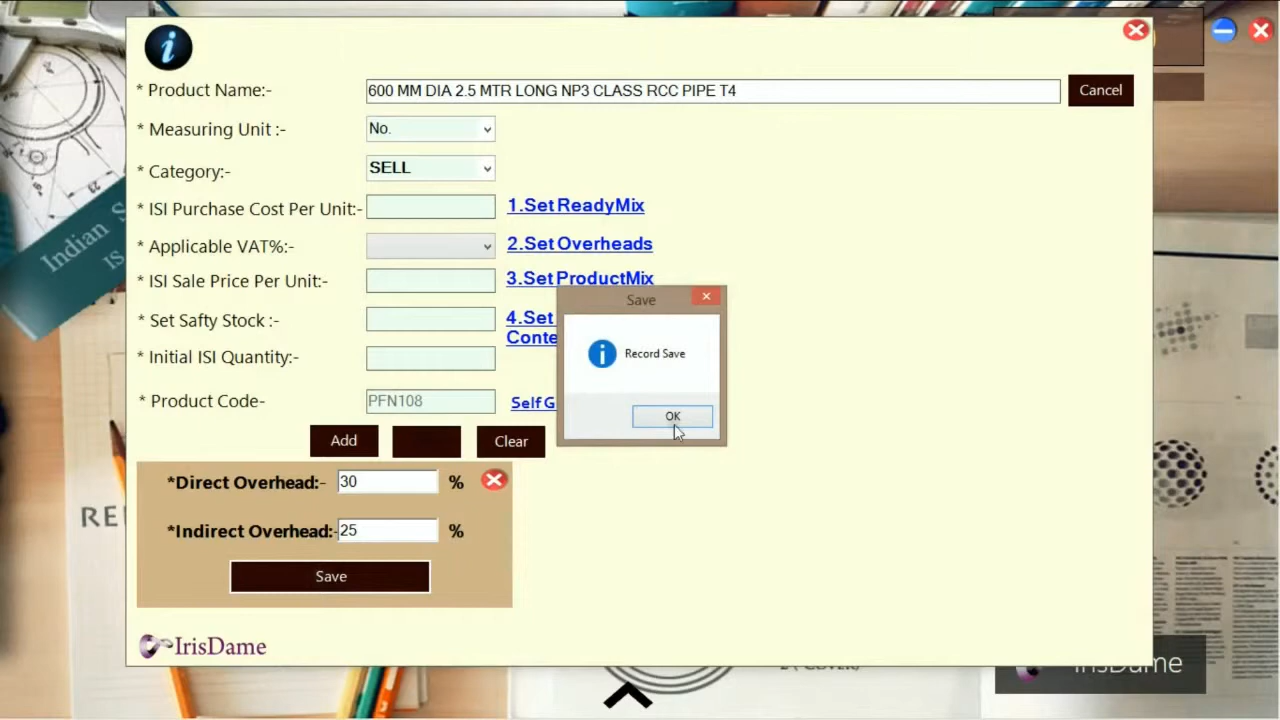 * Product Name:-
600 MM DIA 2.5 MTR LONG NP3 CLASS RCC PIPE T4
Cancel
* Measuring Unit :-
No.
* Category:-
SELL
* ISI Purchase Cost Per Unit:-
1.Set ReadyMix
* Applicable VAT%:-
2.Set Overheads
* ISI Sale Price Per Unit:-
3.Set ProductMix
* Set Safty Stock :-
4.Set
Conte
* Initial ISI Quantity:-
* Product Code-
PFN108
Self G
Save
Record Save
OK
Add
Clear
*Direct Overhead:-
30
%
*Indirect Overhead:-
25
%
Save
IrisDame
Indian S
IS
IrisDame